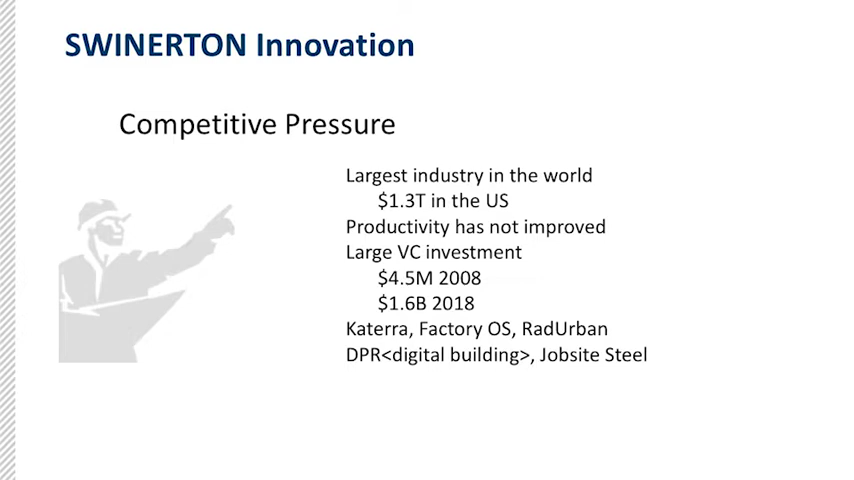 SWINERTON Innovation
Competitive Pressure
Largest industry in the world
$1.3T in the US
Productivity has not improved
Large VC investment
$4.5M 2008
$1.6B 2018
Katerra, Factory OS, RadUrban
DPR<digital building>, Jobsite Steel